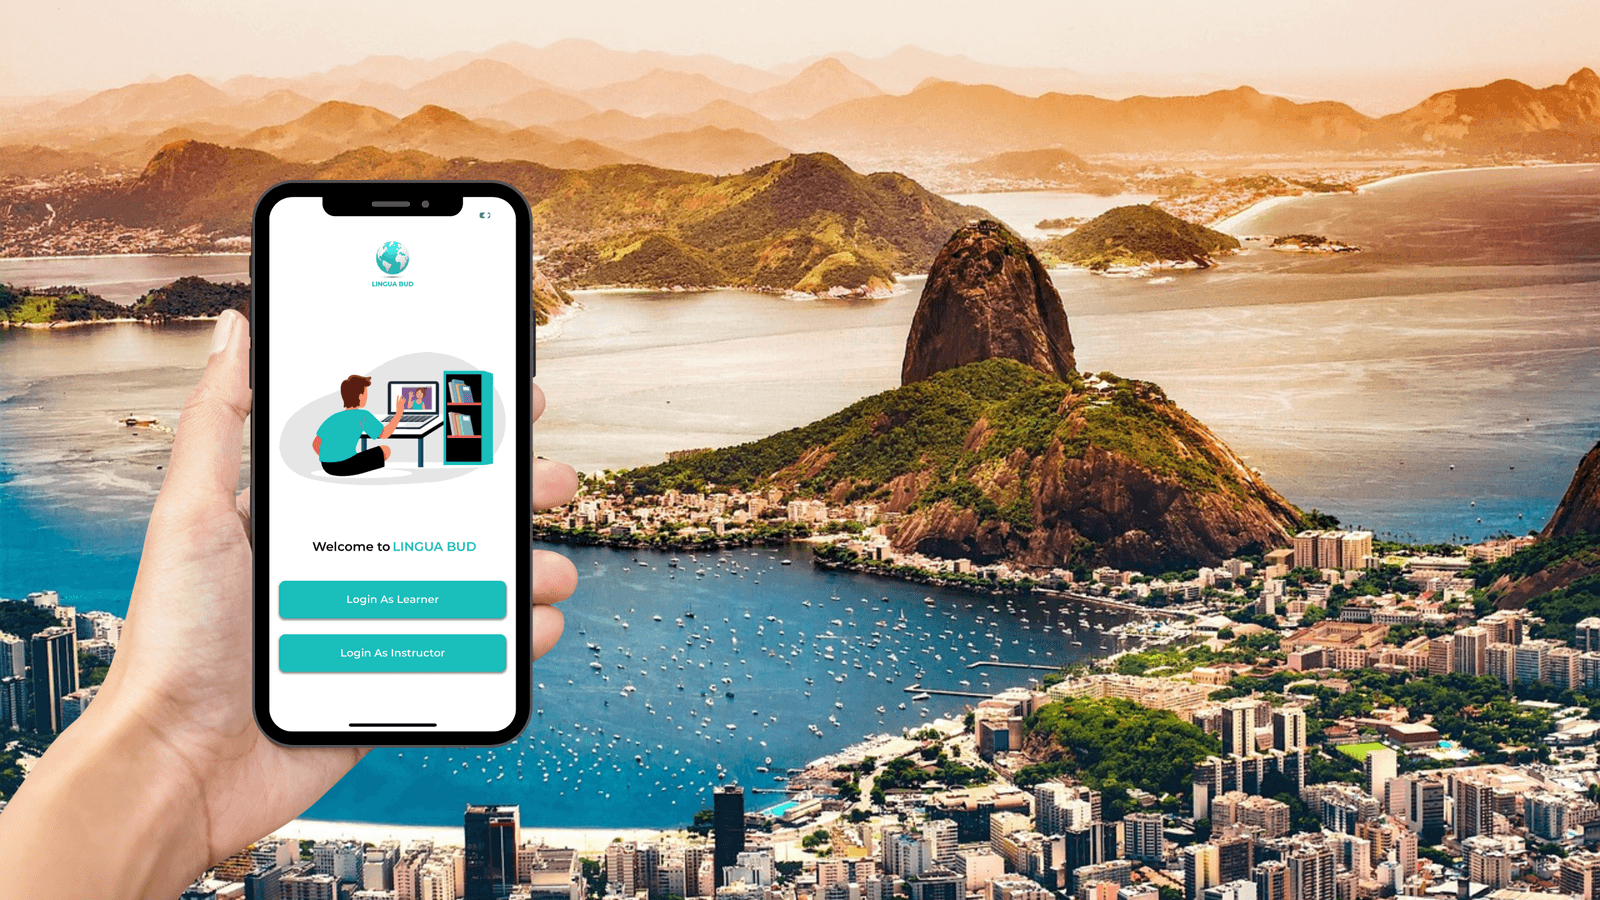 LINGUA BUD
Welcome to LINGUA BUD
Login As Learner
Login As Instructor